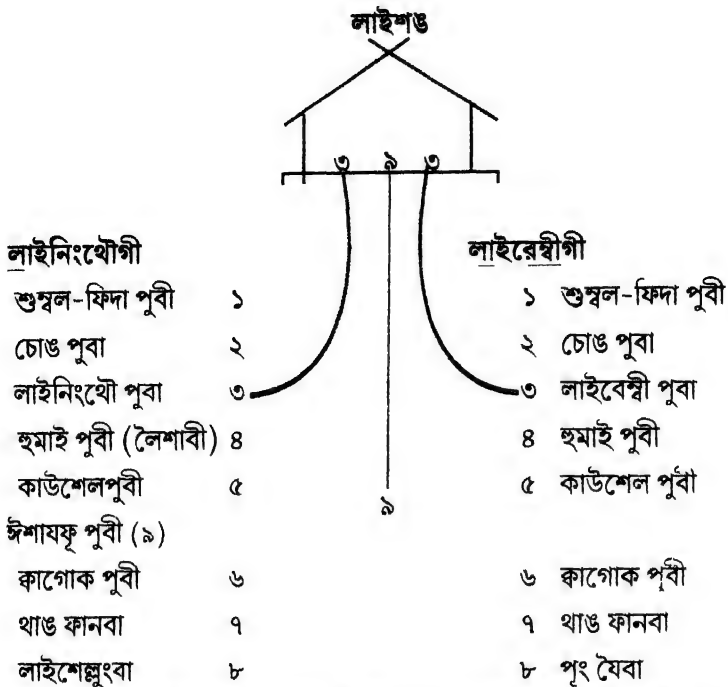 লাইশঙ
৩ ৯ ৩
লাইনিংথৌগী লাইরেম্বীগী
শুম্বল-ফিদা পুবী ১ ১ শুম্বল-ফিদা পুবী
চোঙ পুবা ২ ২ চোঙ পুবা
লাইনিংথৌ পুবা ৩ ৩ লাইবেম্বী পুবা
হুমাই পুবী (লৈশাবী) ৪ ৪ হুমাই পুবী
কাউশেলপুবী ৫ ৫ কাউশেল পুর্বী
৯
ঈশাযফূ পুবী (৯)
ক্বাগোক পুবী ৬ ৬ ক্বাগোক পুবী
থাঙ ফানবা ৭ ৭ থাঙ ফানবা
লাইশেল্লুংবা ৮ ৮ পূং যৈবা